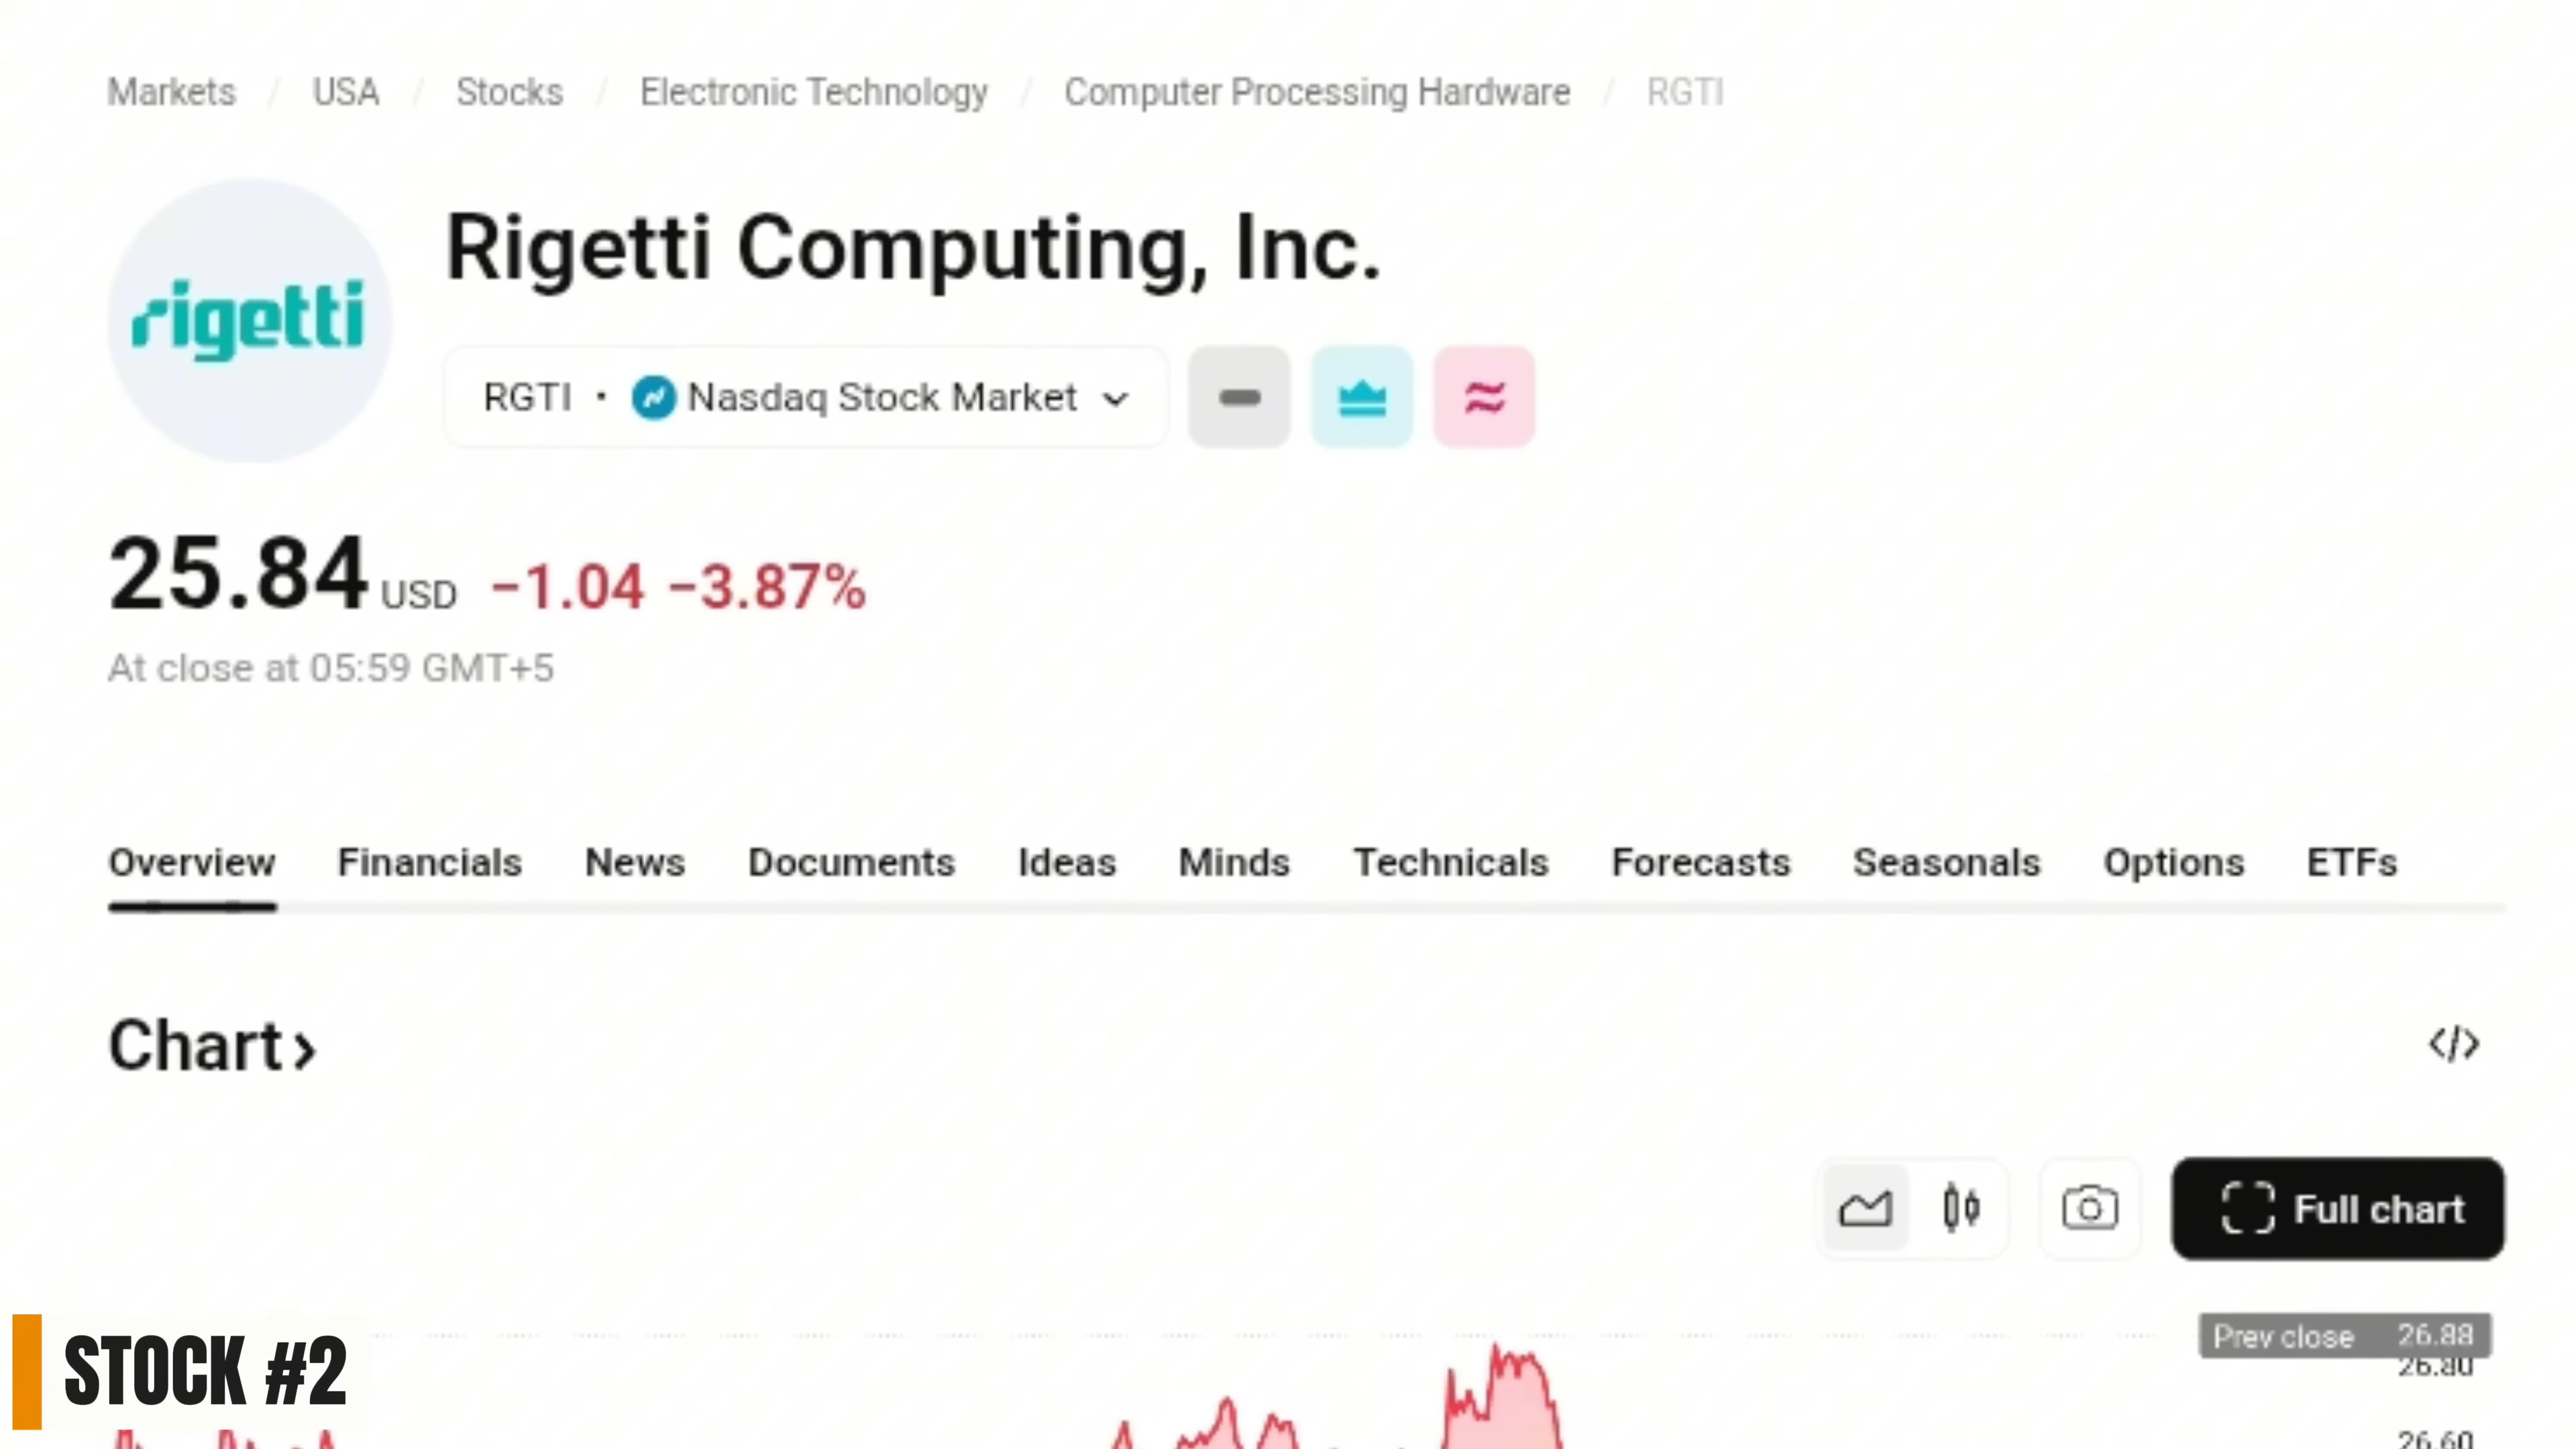 Markets / USA / Stocks / Electronic Technology / Computer Processing Hardware / RGTI
rigetti
Rigetti Computing, Inc.
RGTI • Nasdaq Stock Market
25.84 USD −1.04 −3.87%
At close at 05:59 GMT+5
Overview Financials News Documents Ideas Minds Technicals Forecasts Seasonals Options ETFs
Chart ›
</>
Full chart
Prev close 26.88
26.80
STOCK #2
26.60